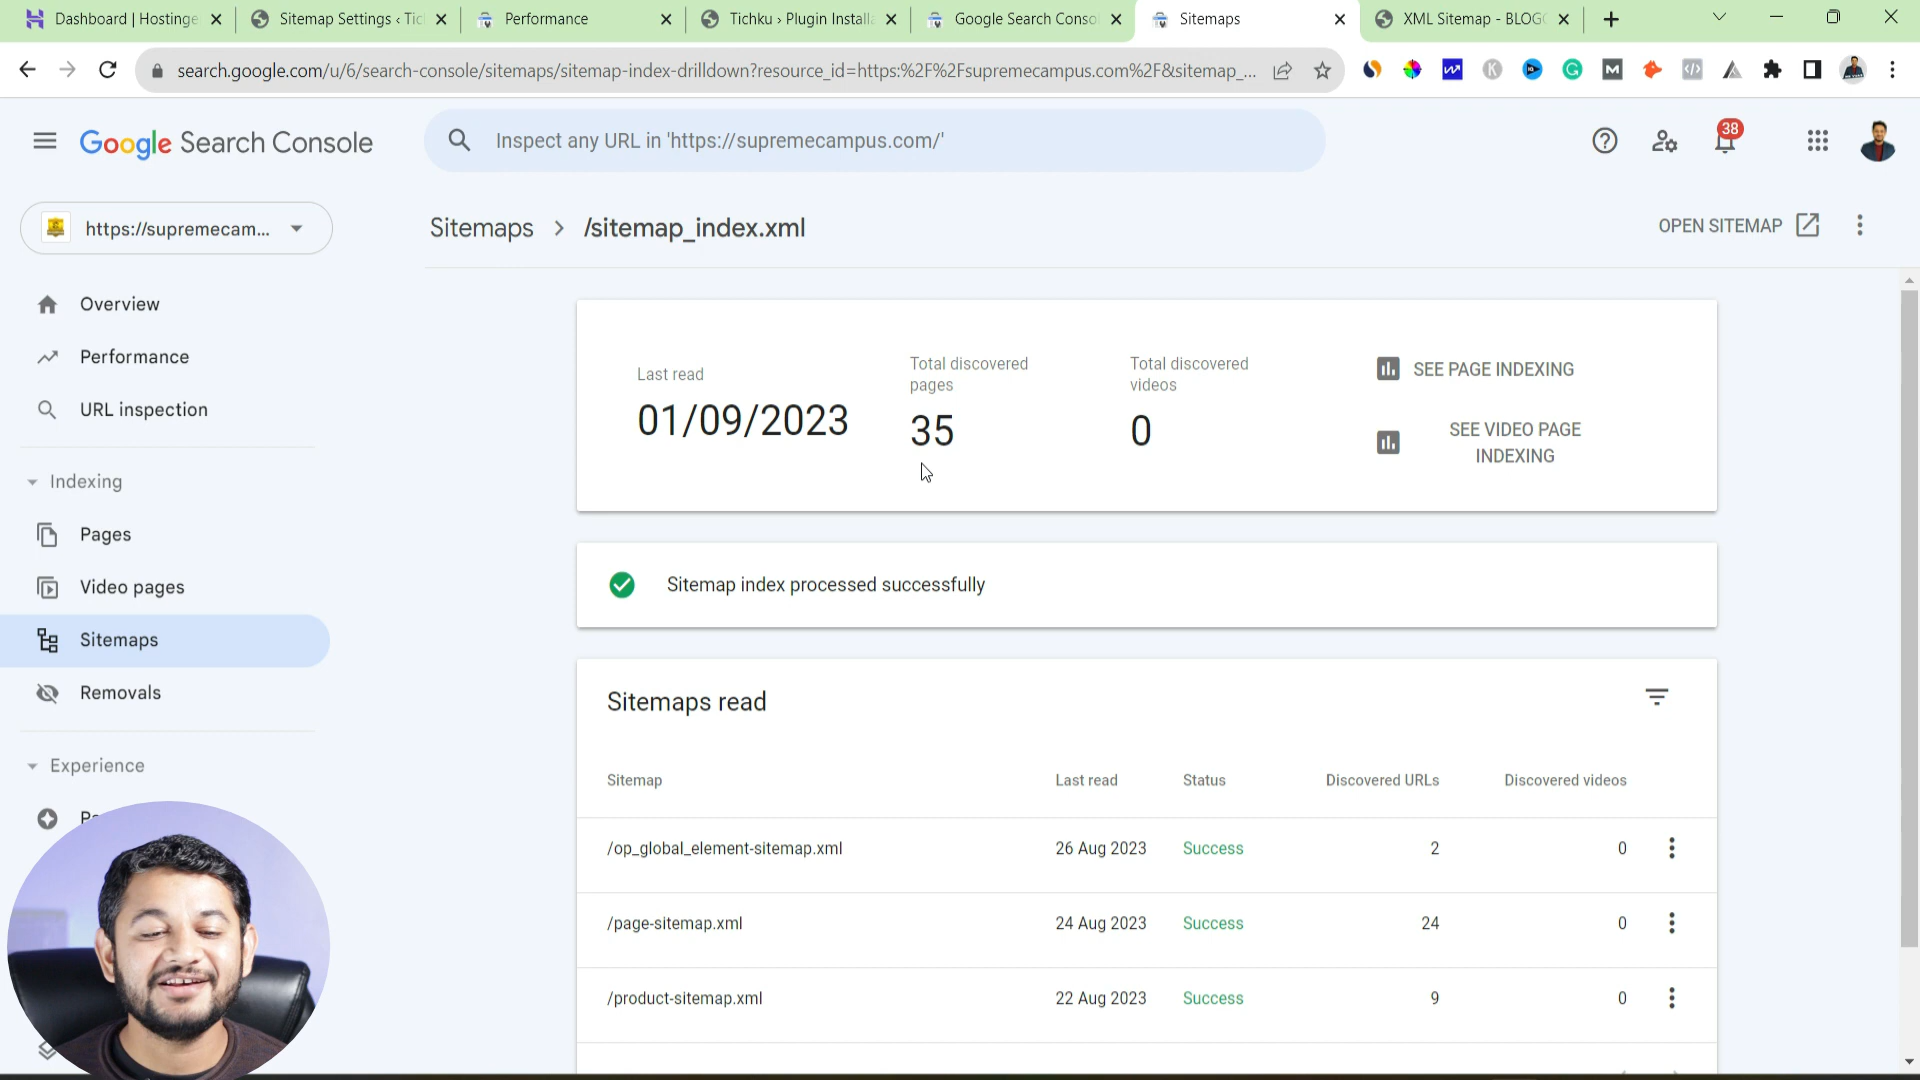 Dashboard | Hostinge
Sitemap Settings ‹ Tic
Performance
Tichku › Plugin Installa
Google Search Conso
Sitemaps
XML Sitemap - BLOG
search.google.com/u/6/search-console/sitemaps/sitemap-index-drilldown?resource_id=https:%2F%2Fsupremecampus.com%2F&sitemap_...
Google Search Console
Inspect any URL in 'https://supremecampus.com/'
38
https://supremecam...
Sitemaps > /sitemap_index.xml
OPEN SITEMAP
Overview
Performance
URL inspection
Indexing
Pages
Video pages
Sitemaps
Removals
Experience
Last read
01/09/2023
Total discovered
pages
35
Total discovered
videos
0
SEE PAGE INDEXING
SEE VIDEO PAGE
INDEXING
Sitemap index processed successfully
Sitemaps read
Sitemap Last read Status Discovered URLs Discovered videos
/op_global_element-sitemap.xml 26 Aug 2023 Success 2 0
/page-sitemap.xml 24 Aug 2023 Success 24 0
/product-sitemap.xml 22 Aug 2023 Success 9 0